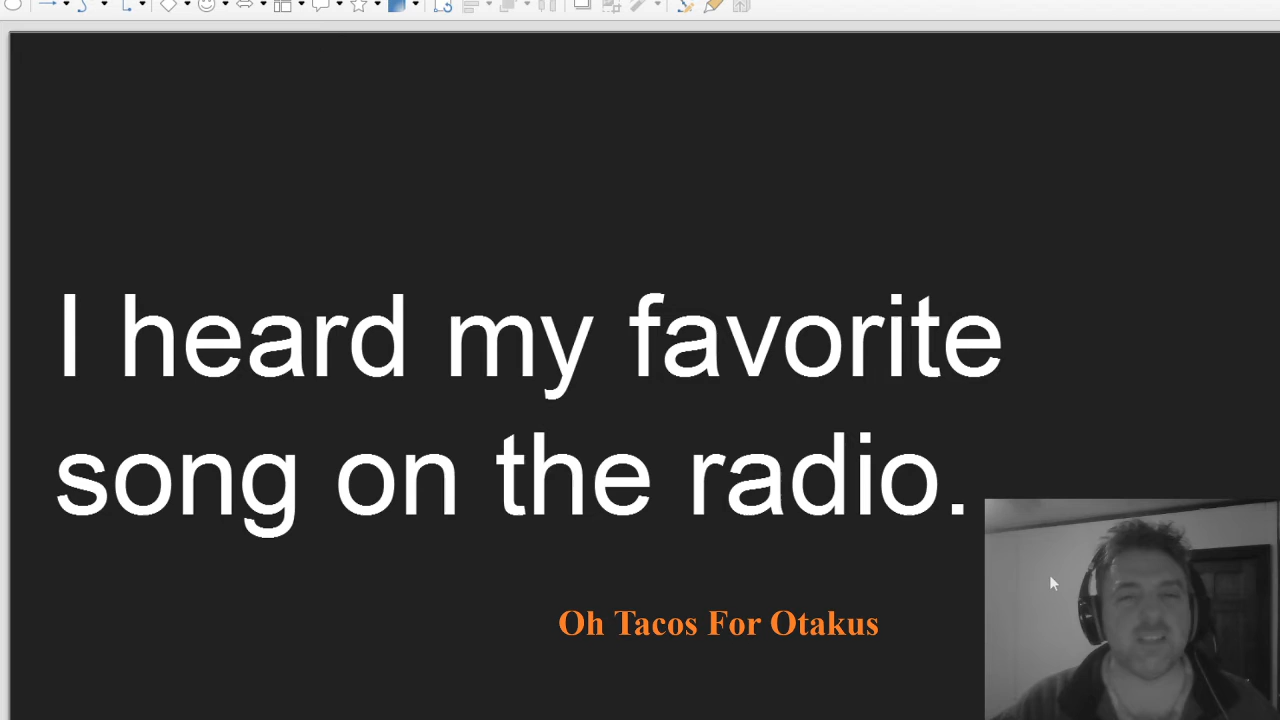 I heard my favorite
song on the radio.
Oh Tacos For Otakus